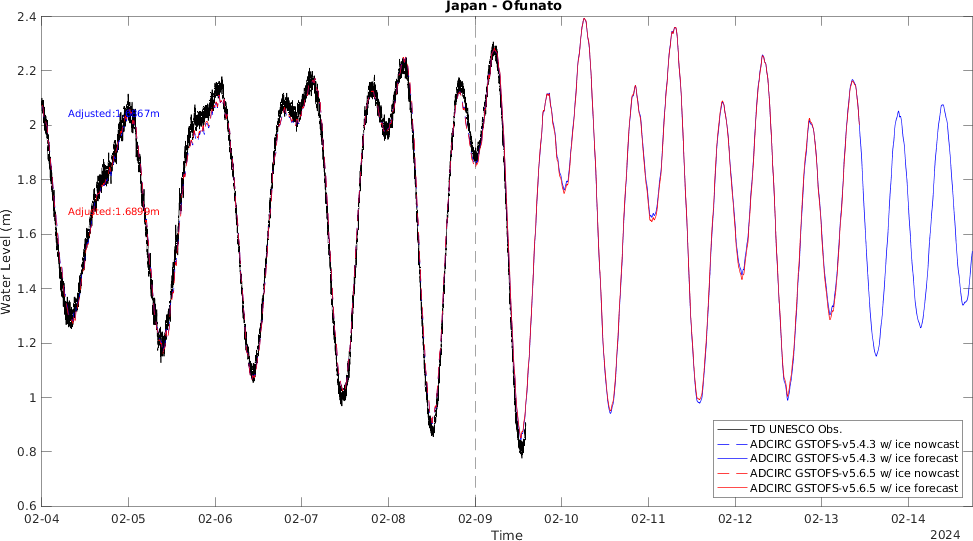 Japan - Ofunato
2.4
2.2
2
1.8
1.6
1.4
1.2
1
0.8
0.6
Water Level (m)
Adjusted:1.6899m
TD UNESCO Obs.
ADCIRC GSTOFS-v5.4.3 w/ ice nowcast
ADCIRC GSTOFS-v5.4.3 w/ ice forecast
ADCIRC GSTOFS-v5.6.5 w/ ice nowcast
ADCIRC GSTOFS-v5.6.5 w/ ice forecast
02-04 02-05 02-06 02-07 02-08 02-09 02-10 02-11 02-12 02-13 02-14
Time
2024